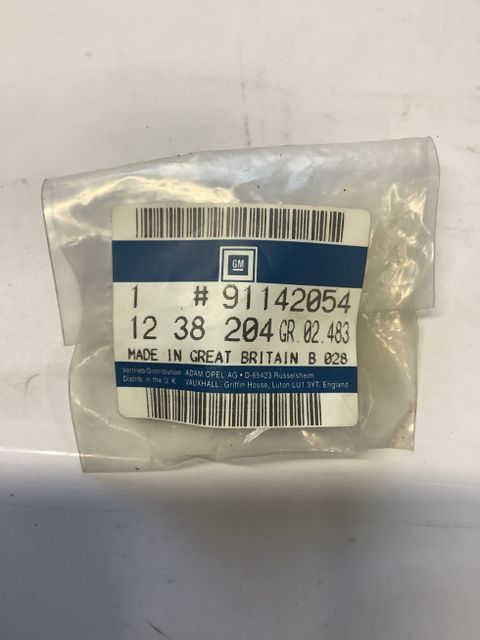 GM
1 # 91142054
12 38 204 GR. 02.483
MADE IN GREAT BRITAIN B 028
Vertrieb/Distribution ADAM OPEL AG • D-65423 Rüsselsheim
Distrib. in the U. K. VAUXHALL, Griffin House, Luton LU1 3YT. England